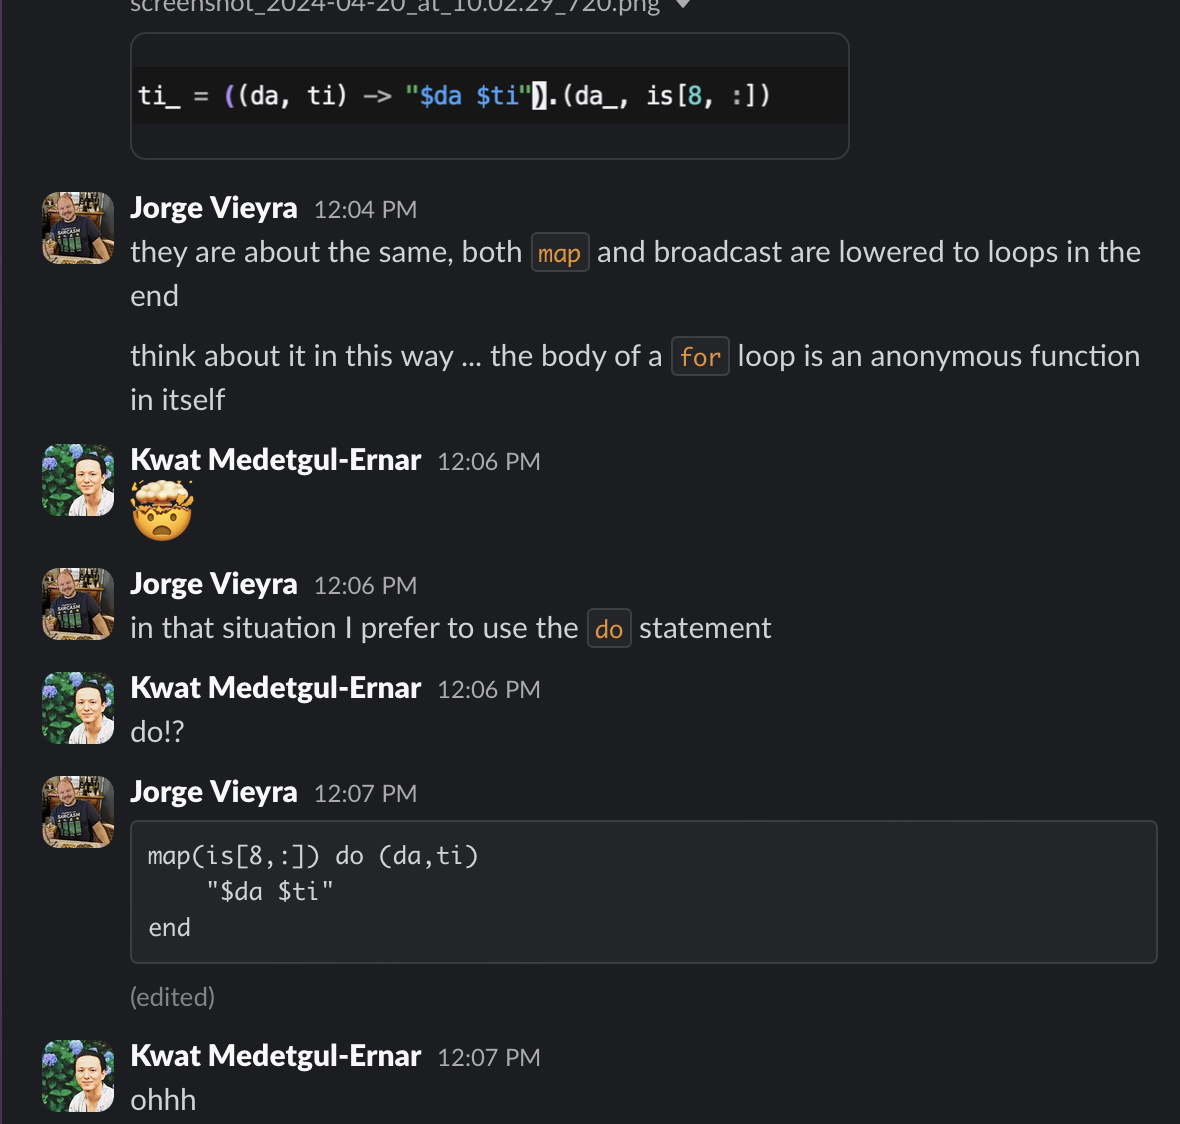 screenshot_2024-04-20_at_10.02.29_720.png
ti_ = ((da, ti) -> "$da $ti").(da_, is[8, :])
Jorge Vieyra 12:04 PM
they are about the same, both map and broadcast are lowered to loops in the
end
think about it in this way ... the body of a for loop is an anonymous function
in itself
Kwat Medetgul-Ernar 12:06 PM
Jorge Vieyra 12:06 PM
in that situation I prefer to use the do statement
Kwat Medetgul-Ernar 12:06 PM
do!?
Jorge Vieyra 12:07 PM
map(is[8,:]) do (da,ti)
    "$da $ti"
end
(edited)
Kwat Medetgul-Ernar 12:07 PM
ohhh